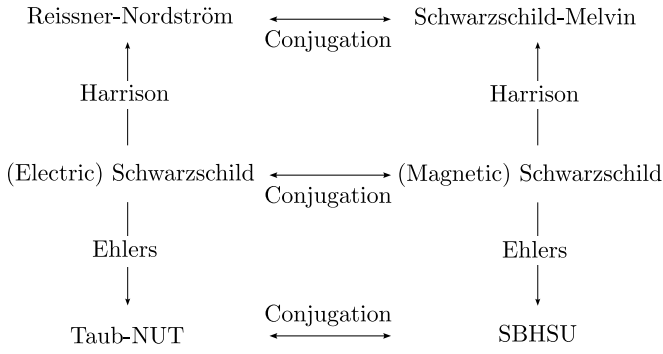 Reissner-Nordström
Conjugation
Schwarzschild-Melvin
Harrison
Harrison
(Electric) Schwarzschild
Conjugation
(Magnetic) Schwarzschild
Ehlers
Ehlers
Taub-NUT
Conjugation
SBHSU